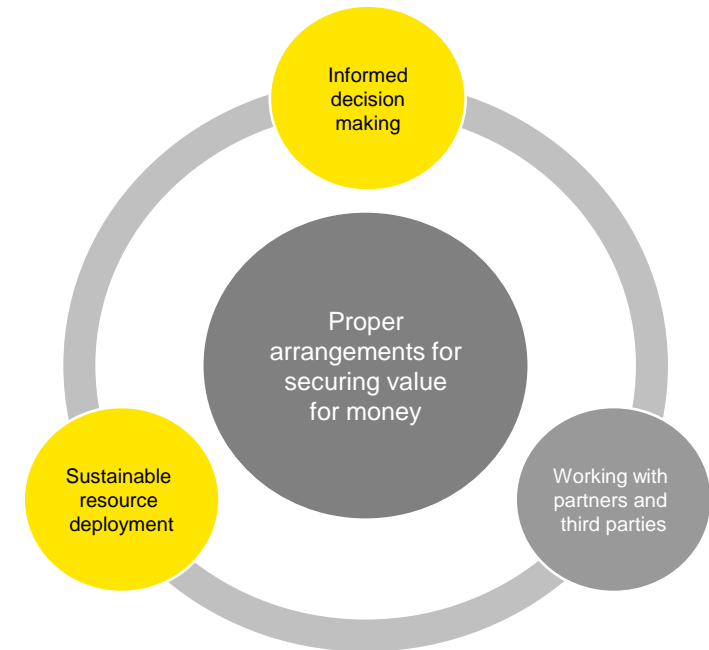 Informed
decision
making
Proper
arrangements for
securing value
for money
Sustainable
resource
deployment
Working with
partners and
third parties